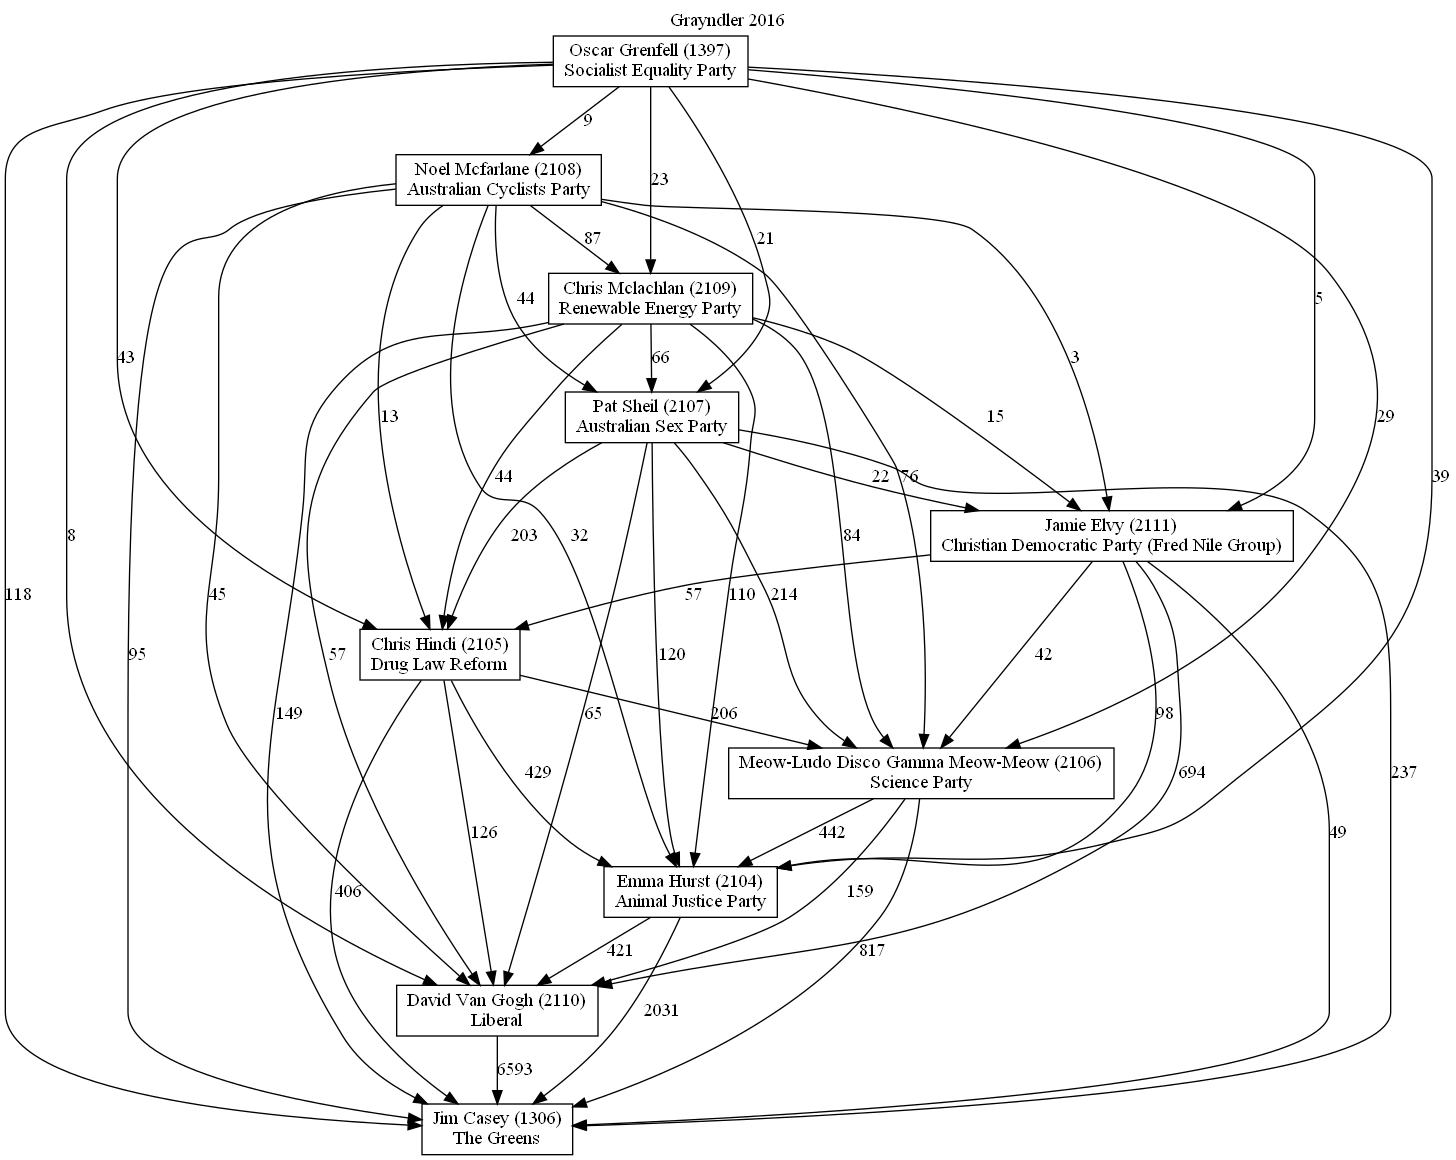 Grayndler 2016
Oscar Grenfell (1397)
Socialist Equality Party
9
Noel Mcfarlane (2108)
Australian Cyclists Party
23
87
21
Chris Mclachlan (2109)
Renewable Energy Party
44
5
43
66
3
Pat Sheil (2107)
Australian Sex Party
13
15
29
44
22
76
39
Jamie Elvy (2111)
Christian Democratic Party (Fred Nile Group)
8
203
32
84
118
45
110
214
57
Chris Hindi (2105)
Drug Law Reform
95
57
120
42
149
65
206
98
Meow-Ludo Disco Gamma Meow-Meow (2106)
Science Party
429
694
237
126
442
49
Emma Hurst (2104)
Animal Justice Party
406
159
421
817
David Van Gogh (2110)
Liberal
2031
6593
Jim Casey (1306)
The Greens